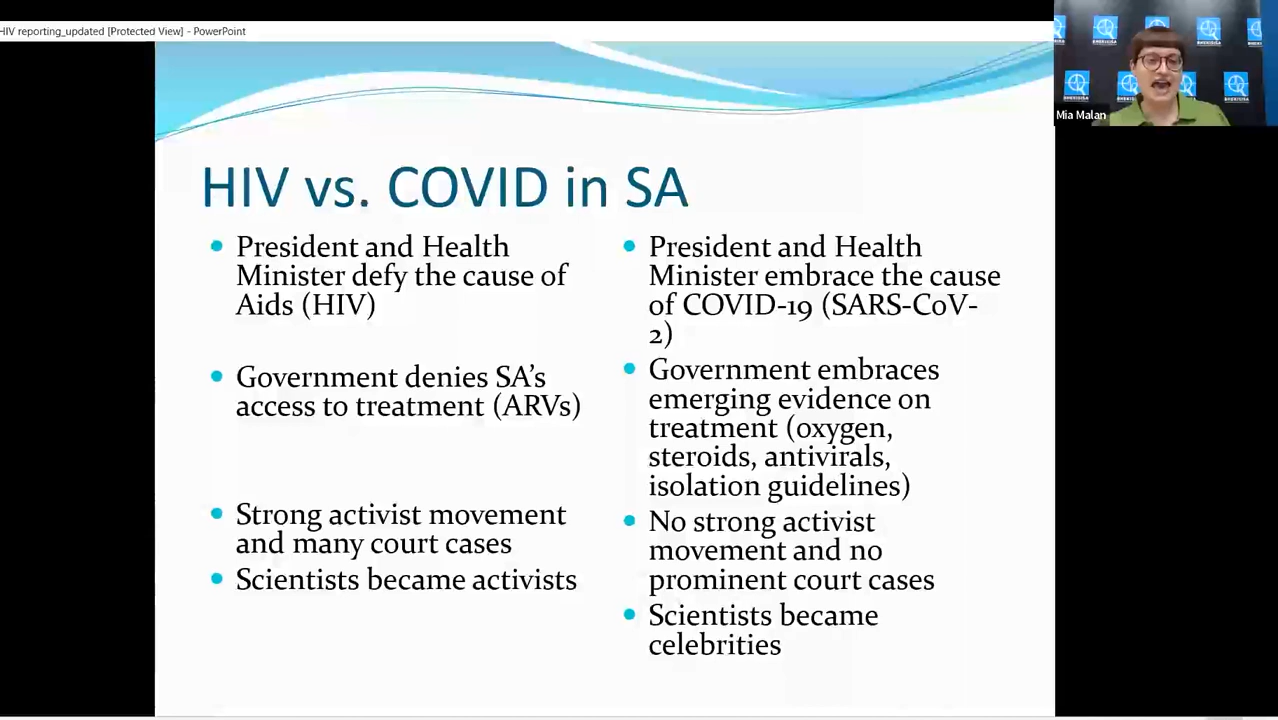 HIV reporting_updated [Protected View] - PowerPoint
HIV vs. COVID in SA
President and Health
Minister defy the cause of
Aids (HIV)
Government denies SA’s
access to treatment (ARVs)
Strong activist movement
and many court cases
Scientists became activists
President and Health
Minister embrace the cause
of COVID-19 (SARS-CoV-
2)
Government embraces
emerging evidence on
treatment (oxygen,
steroids, antivirals,
isolation guidelines)
No strong activist
movement and no
prominent court cases
Scientists became
celebrities
BHEKISISA
Mia Malan